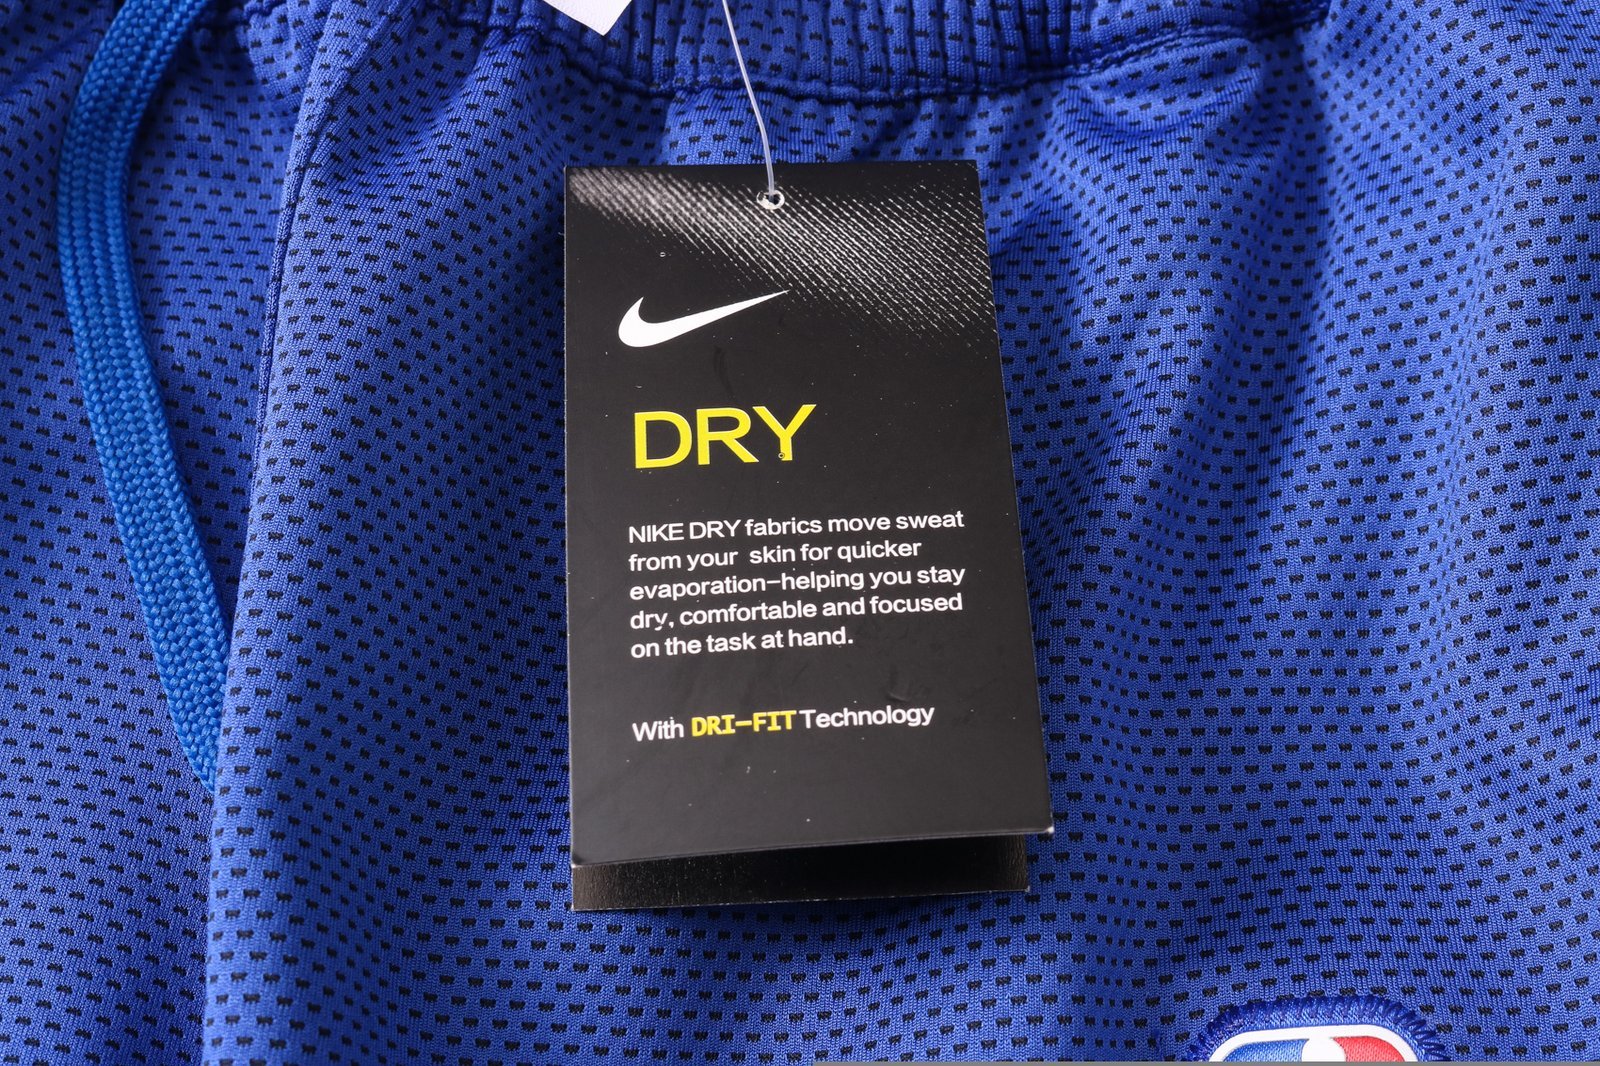 DRY
NIKE DRY fabrics move sweat
from your skin for quicker
evaporation—helping you stay
dry, comfortable and focused
on the task at hand.
With DRI-FIT Technology